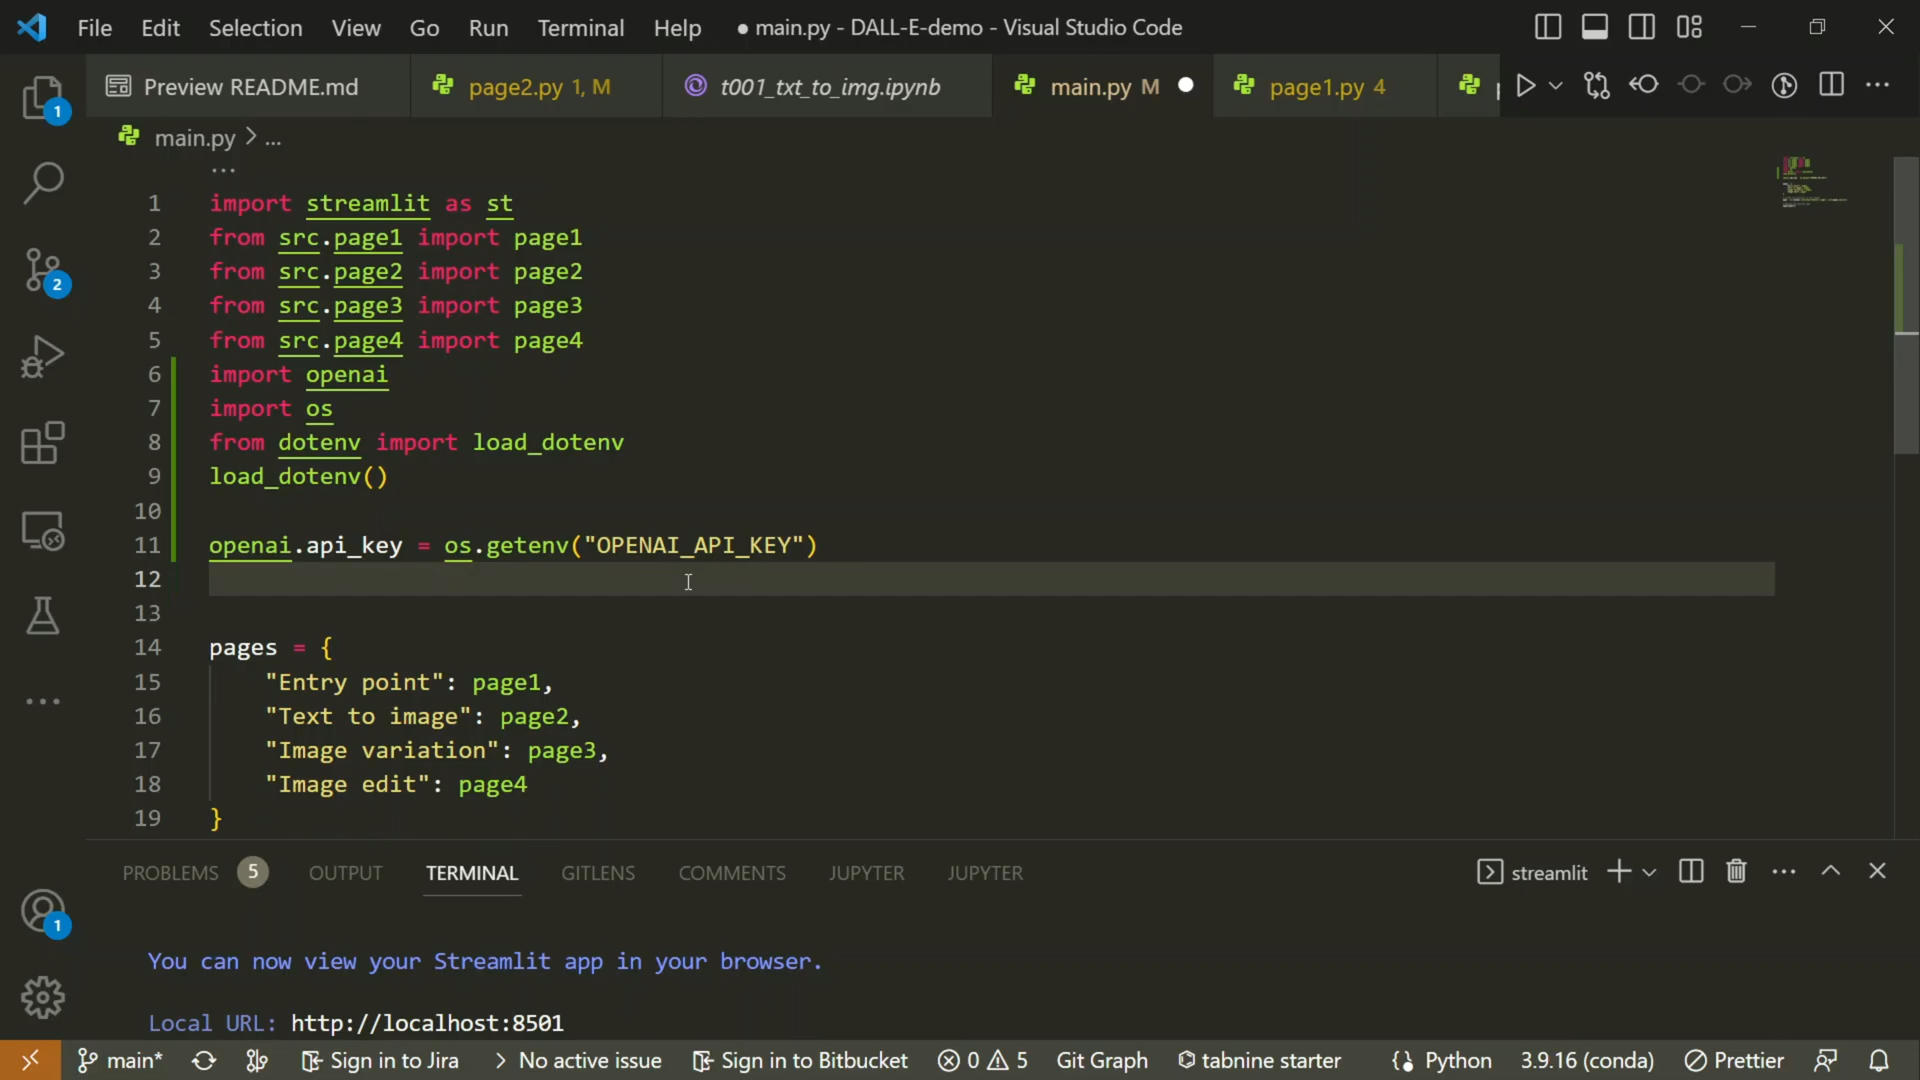 File Edit Selection View Go Run Terminal Help ● main.py - DALL-E-demo - Visual Studio Code
Preview README.md page2.py 1, M t001_txt_to_img.ipynb main.py M page1.py 4
main.py > ...
1 import streamlit as st
2 from src.page1 import page1
3 from src.page2 import page2
4 from src.page3 import page3
5 from src.page4 import page4
6 import openai
7 import os
8 from dotenv import load_dotenv
9 load_dotenv()
10
11 openai.api_key = os.getenv("OPENAI_API_KEY")
12
13
14 pages = {
15 "Entry point": page1,
16 "Text to image": page2,
17 "Image variation": page3,
18 "Image edit": page4
19 }
PROBLEMS 5 OUTPUT TERMINAL GITLENS COMMENTS JUPYTER JUPYTER streamlit
You can now view your Streamlit app in your browser.
Local URL: http://localhost:8501
main* Sign in to Jira No active issue Sign in to Bitbucket 0 5 Git Graph tabnine starter Python 3.9.16 (conda) Prettier
1
2
1